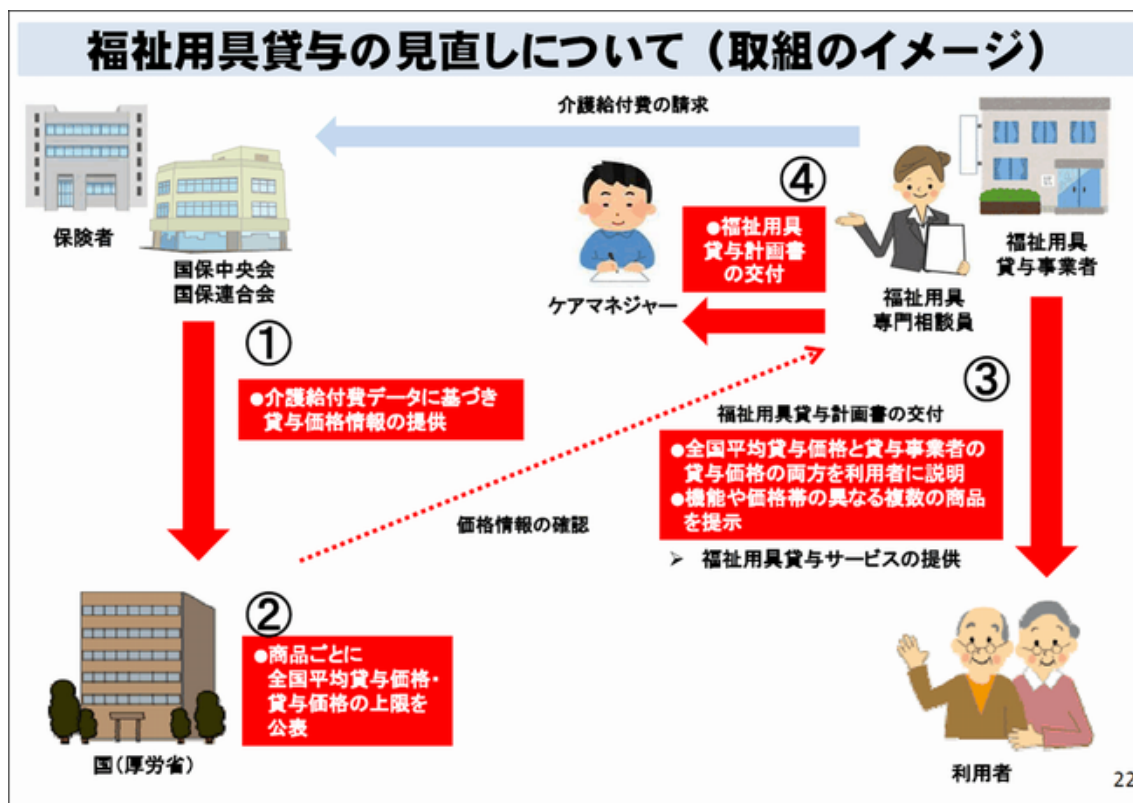 福祉用具貸与の見直しについて（取組のイメージ）
介護給付費の請求
保険者
国保中央会
国保連合会
ケアマネジャー
④
●福祉用具
貸与計画書
の交付
福祉用具
専門相談員
福祉用具
貸与事業者
①
●介護給付費データに基づき
貸与価格情報の提供
③
福祉用具貸与計画書の交付
●全国平均貸与価格と貸与事業者の
貸与価格の両方を利用者に説明
●機能や価格帯の異なる複数の商品
を提示
➢ 福祉用具貸与サービスの提供
価格情報の確認
②
●商品ごとに
全国平均貸与価格・
貸与価格の上限を
公表
国（厚労省）
利用者
22